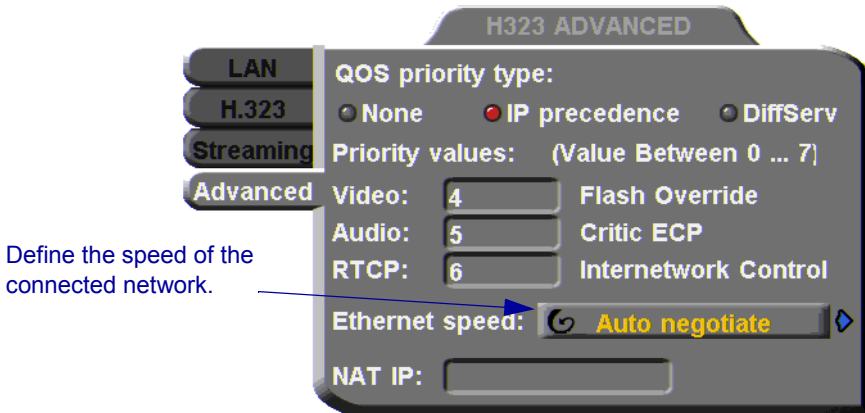 H323 ADVANCED
LAN
H.323
Streaming
Advanced
QOS priority type:
None IP precedence DiffServ
Priority values: (Value Between 0 ... 7)
Video: 4 Flash Override
Audio: 5 Critic ECP
RTCP: 6 Internetwork Control
Ethernet speed: Auto negotiate
NAT IP:
Define the speed of the
connected network.